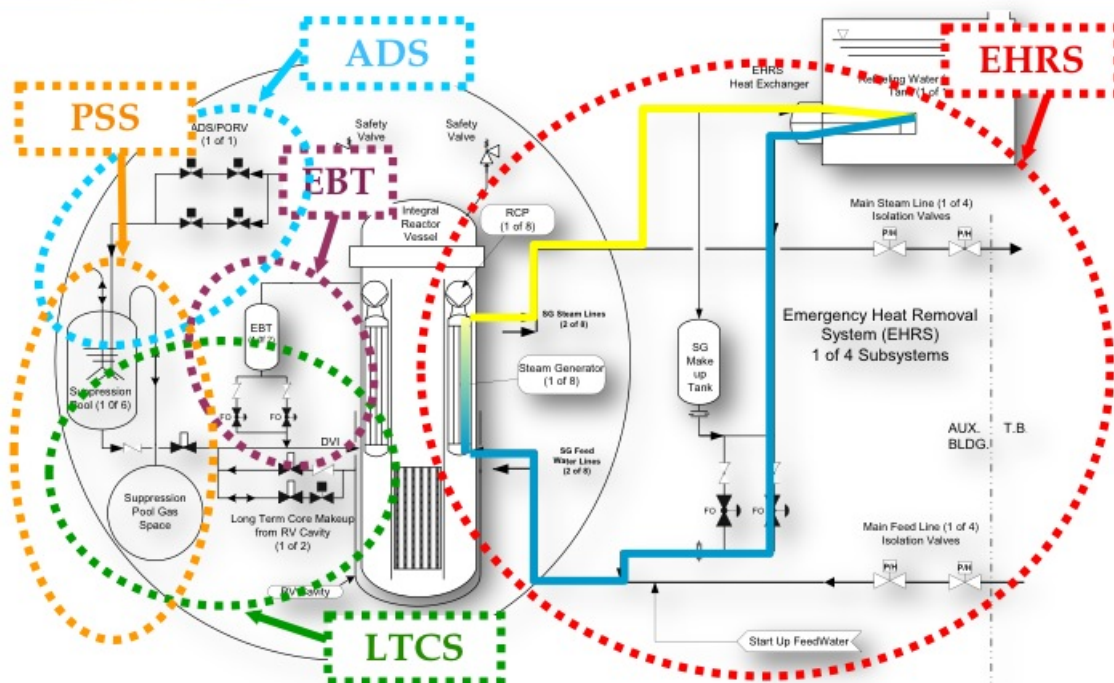 ADS
EHRS
PSS
EBT
LTCS
ADS/PORV
(1 of 1)
Safety
Valve
Safety
Valve
EHRS
Heat Exchanger
Refueling Water
Tank (1 of
Integral
Reactor
Vessel
RCP
(1 of 8)
Main Steam Line (1 of 4)
Isolation Valves
P/H
P/H
SG Steam Lines
(2 of 8)
Steam Generator
(1 of 8)
SG
Make
up
Tank
Emergency Heat Removal
System (EHRS)
1 of 4 Subsystems
EBT
Suppression
Pool (1 0f 6)
FO
FO
DVI
SG Feed
Water Lines
(2 of 8)
AUX.
BLDG.
T.B.
Suppression
Pool Gas
Space
Long Term Core Makeup
from RV Cavity
(1 of 2)
FO
FO
Main Feed Line (1 of 4)
Isolation Valves
P/H
P/H
RV Cavity
Start Up FeedWater